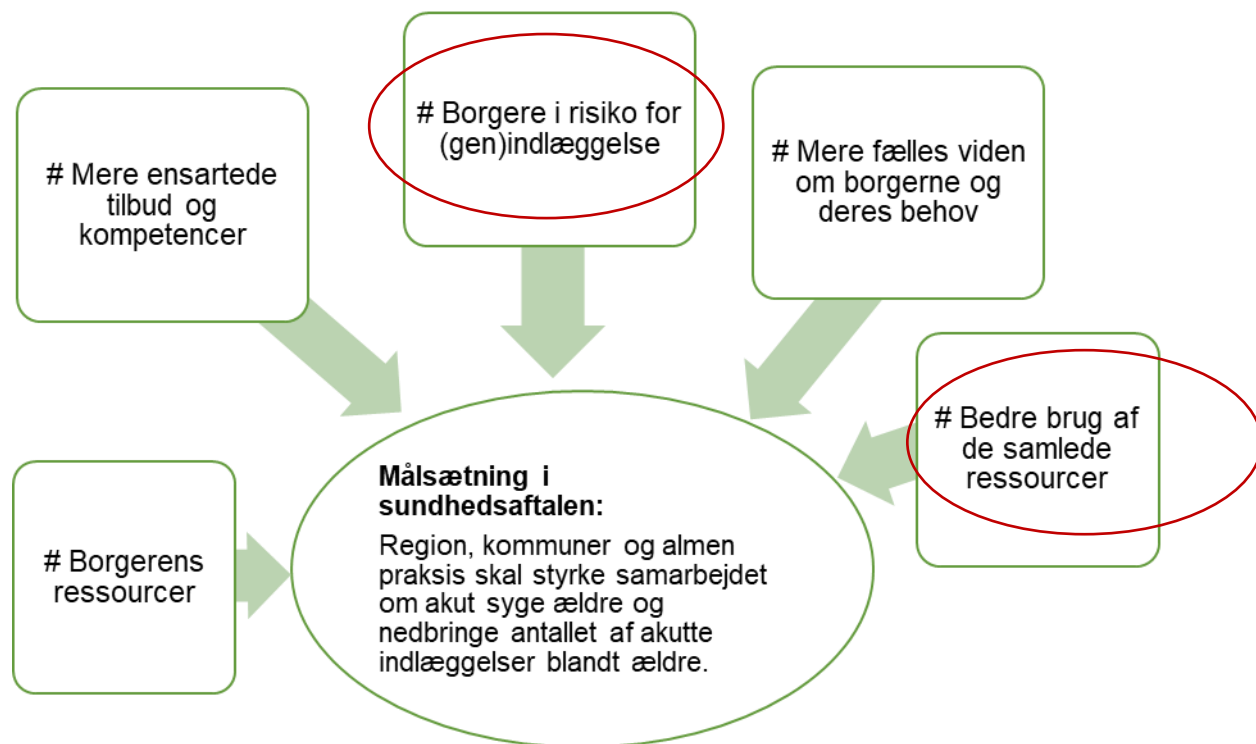 # Borgere i risiko for
(gen)indlæggelse
# Mere ensartede
tilbud og
kompetencer
# Mere fælles viden
om borgerne og
deres behov
# Bedre brug af
de samlede
ressourcer
# Borgerens
ressourcer
Målsætning i
sundhedsaftalen:
Region, kommuner og almen
praksis skal styrke samarbejdet
om akut syge ældre og
nedbringe antallet af akutte
indlæggelser blandt ældre.